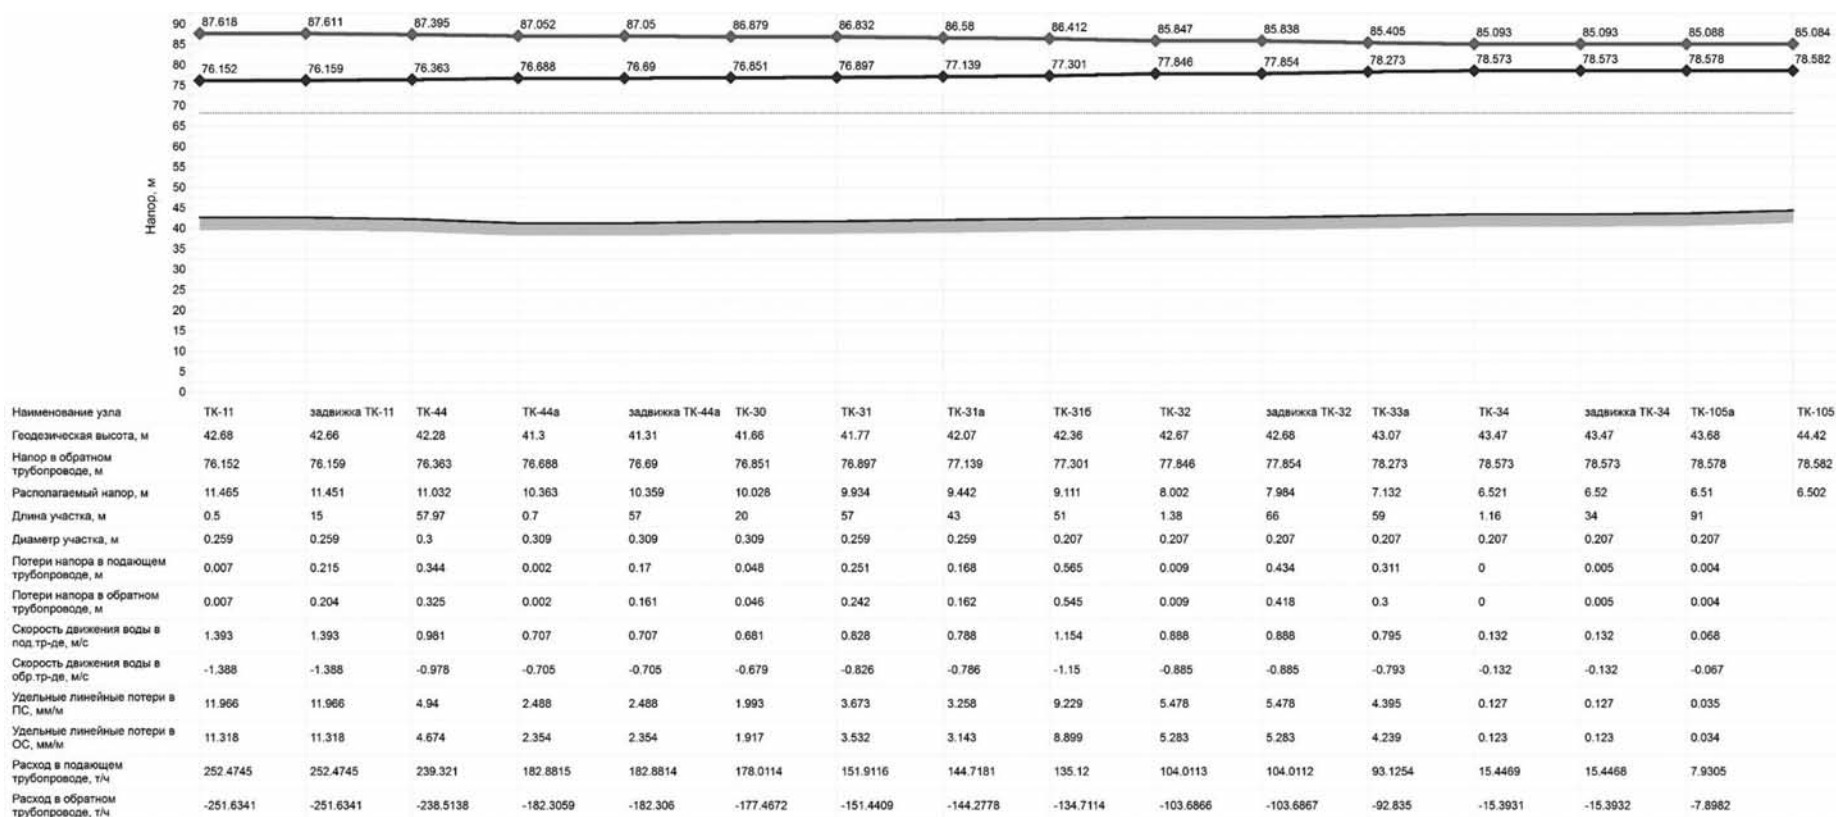 90 87.618 87.611 87.395 87.052 87.05 86.879 86.832 86.58 86.412 85.847 85.838 85.405 85.093 85.093 85.088 85.084
85
80 76.152 76.159 76.363 76.688 76.69 76.851 76.897 77.139 77.301 77.846 77.854 78.273 78.573 78.573 78.578 78.582
75
70
65
60
55
50
45
40
35
30
25
20
15
10
5
0
Напор, м
Наименование узла ТК-11 задвижка ТК-11 ТК-44 ТК-44а задвижка ТК-44а ТК-30 ТК-31 ТК-31а ТК-31б ТК-32 задвижка ТК-32 ТК-33а ТК-34 задвижка ТК-34 ТК-105а ТК-105
Геодезическая высота, м 42.68 42.66 42.28 41.3 41.31 41.66 41.77 42.07 42.36 42.67 42.68 43.07 43.47 43.47 43.68 44.42
Напор в обратном
трубопроводе, м 76.152 76.159 76.363 76.688 76.69 76.851 76.897 77.139 77.301 77.846 77.854 78.273 78.573 78.573 78.578 78.582
Располагаемый напор, м 11.465 11.451 11.032 10.363 10.359 10.028 9.934 9.442 9.111 8.002 7.984 7.132 6.521 6.52 6.51 6.502
Длина участка, м 0.5 15 57.97 0.7 57 20 57 43 51 1.38 66 59 1.16 34 91
Диаметр участка, м 0.259 0.259 0.3 0.309 0.309 0.309 0.259 0.259 0.207 0.207 0.207 0.207 0.207 0.207 0.207
Потери напора в подающем
трубопроводе, м 0.007 0.215 0.344 0.002 0.17 0.048 0.251 0.168 0.565 0.009 0.434 0.311 0 0.005 0.004
Потери напора в обратном
трубопроводе, м 0.007 0.204 0.325 0.002 0.161 0.046 0.242 0.162 0.545 0.009 0.418 0.3 0 0.005 0.004
Скорость движения воды в
под.тр-де, м/с 1.393 1.393 0.981 0.707 0.707 0.681 0.828 0.788 1.154 0.888 0.888 0.795 0.132 0.132 0.068
Скорость движения воды в
обр.тр-де, м/с -1.388 -1.388 -0.978 -0.705 -0.705 -0.679 -0.826 -0.786 -1.15 -0.885 -0.885 -0.793 -0.132 -0.132 -0.067
Удельные линейные потери в
ПС, мм/м 11.966 11.966 4.94 2.488 2.488 1.993 3.673 3.258 9.229 5.478 5.478 4.395 0.127 0.127 0.035
Удельные линейные потери в
ОС, мм/м 11.318 11.318 4.674 2.354 2.354 1.917 3.532 3.143 8.899 5.283 5.283 4.239 0.123 0.123 0.034
Расход в подающем
трубопроводе, т/ч 252.4745 252.4745 239.321 182.8815 182.8814 178.0114 151.9116 144.7181 135.12 104.0113 104.0112 93.1254 15.4469 15.4468 7.9305
Расход в обратном
трубопроводе, т/ч -251.6341 -251.6341 -238.5138 -182.3059 -182.306 -177.4672 -151.4409 -144.2778 -134.7114 -103.6866 -103.6867 -92.835 -15.3931 -15.3932 -7.8982